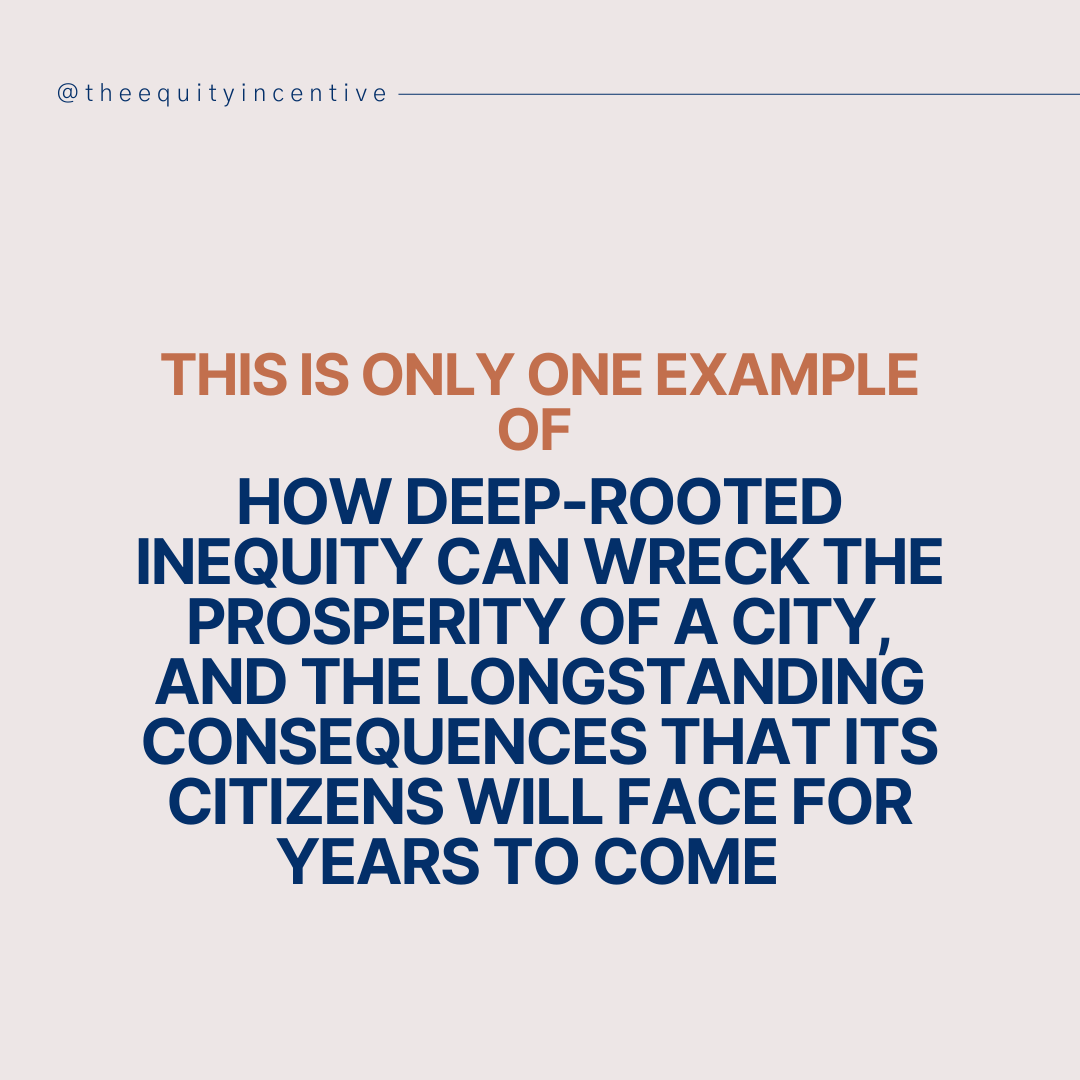 @theequityincentive
THIS IS ONLY ONE EXAMPLE
OF
HOW DEEP-ROOTED
INEQUITY CAN WRECK THE
PROSPERITY OF A CITY,
AND THE LONGSTANDING
CONSEQUENCES THAT ITS
CITIZENS WILL FACE FOR
YEARS TO COME